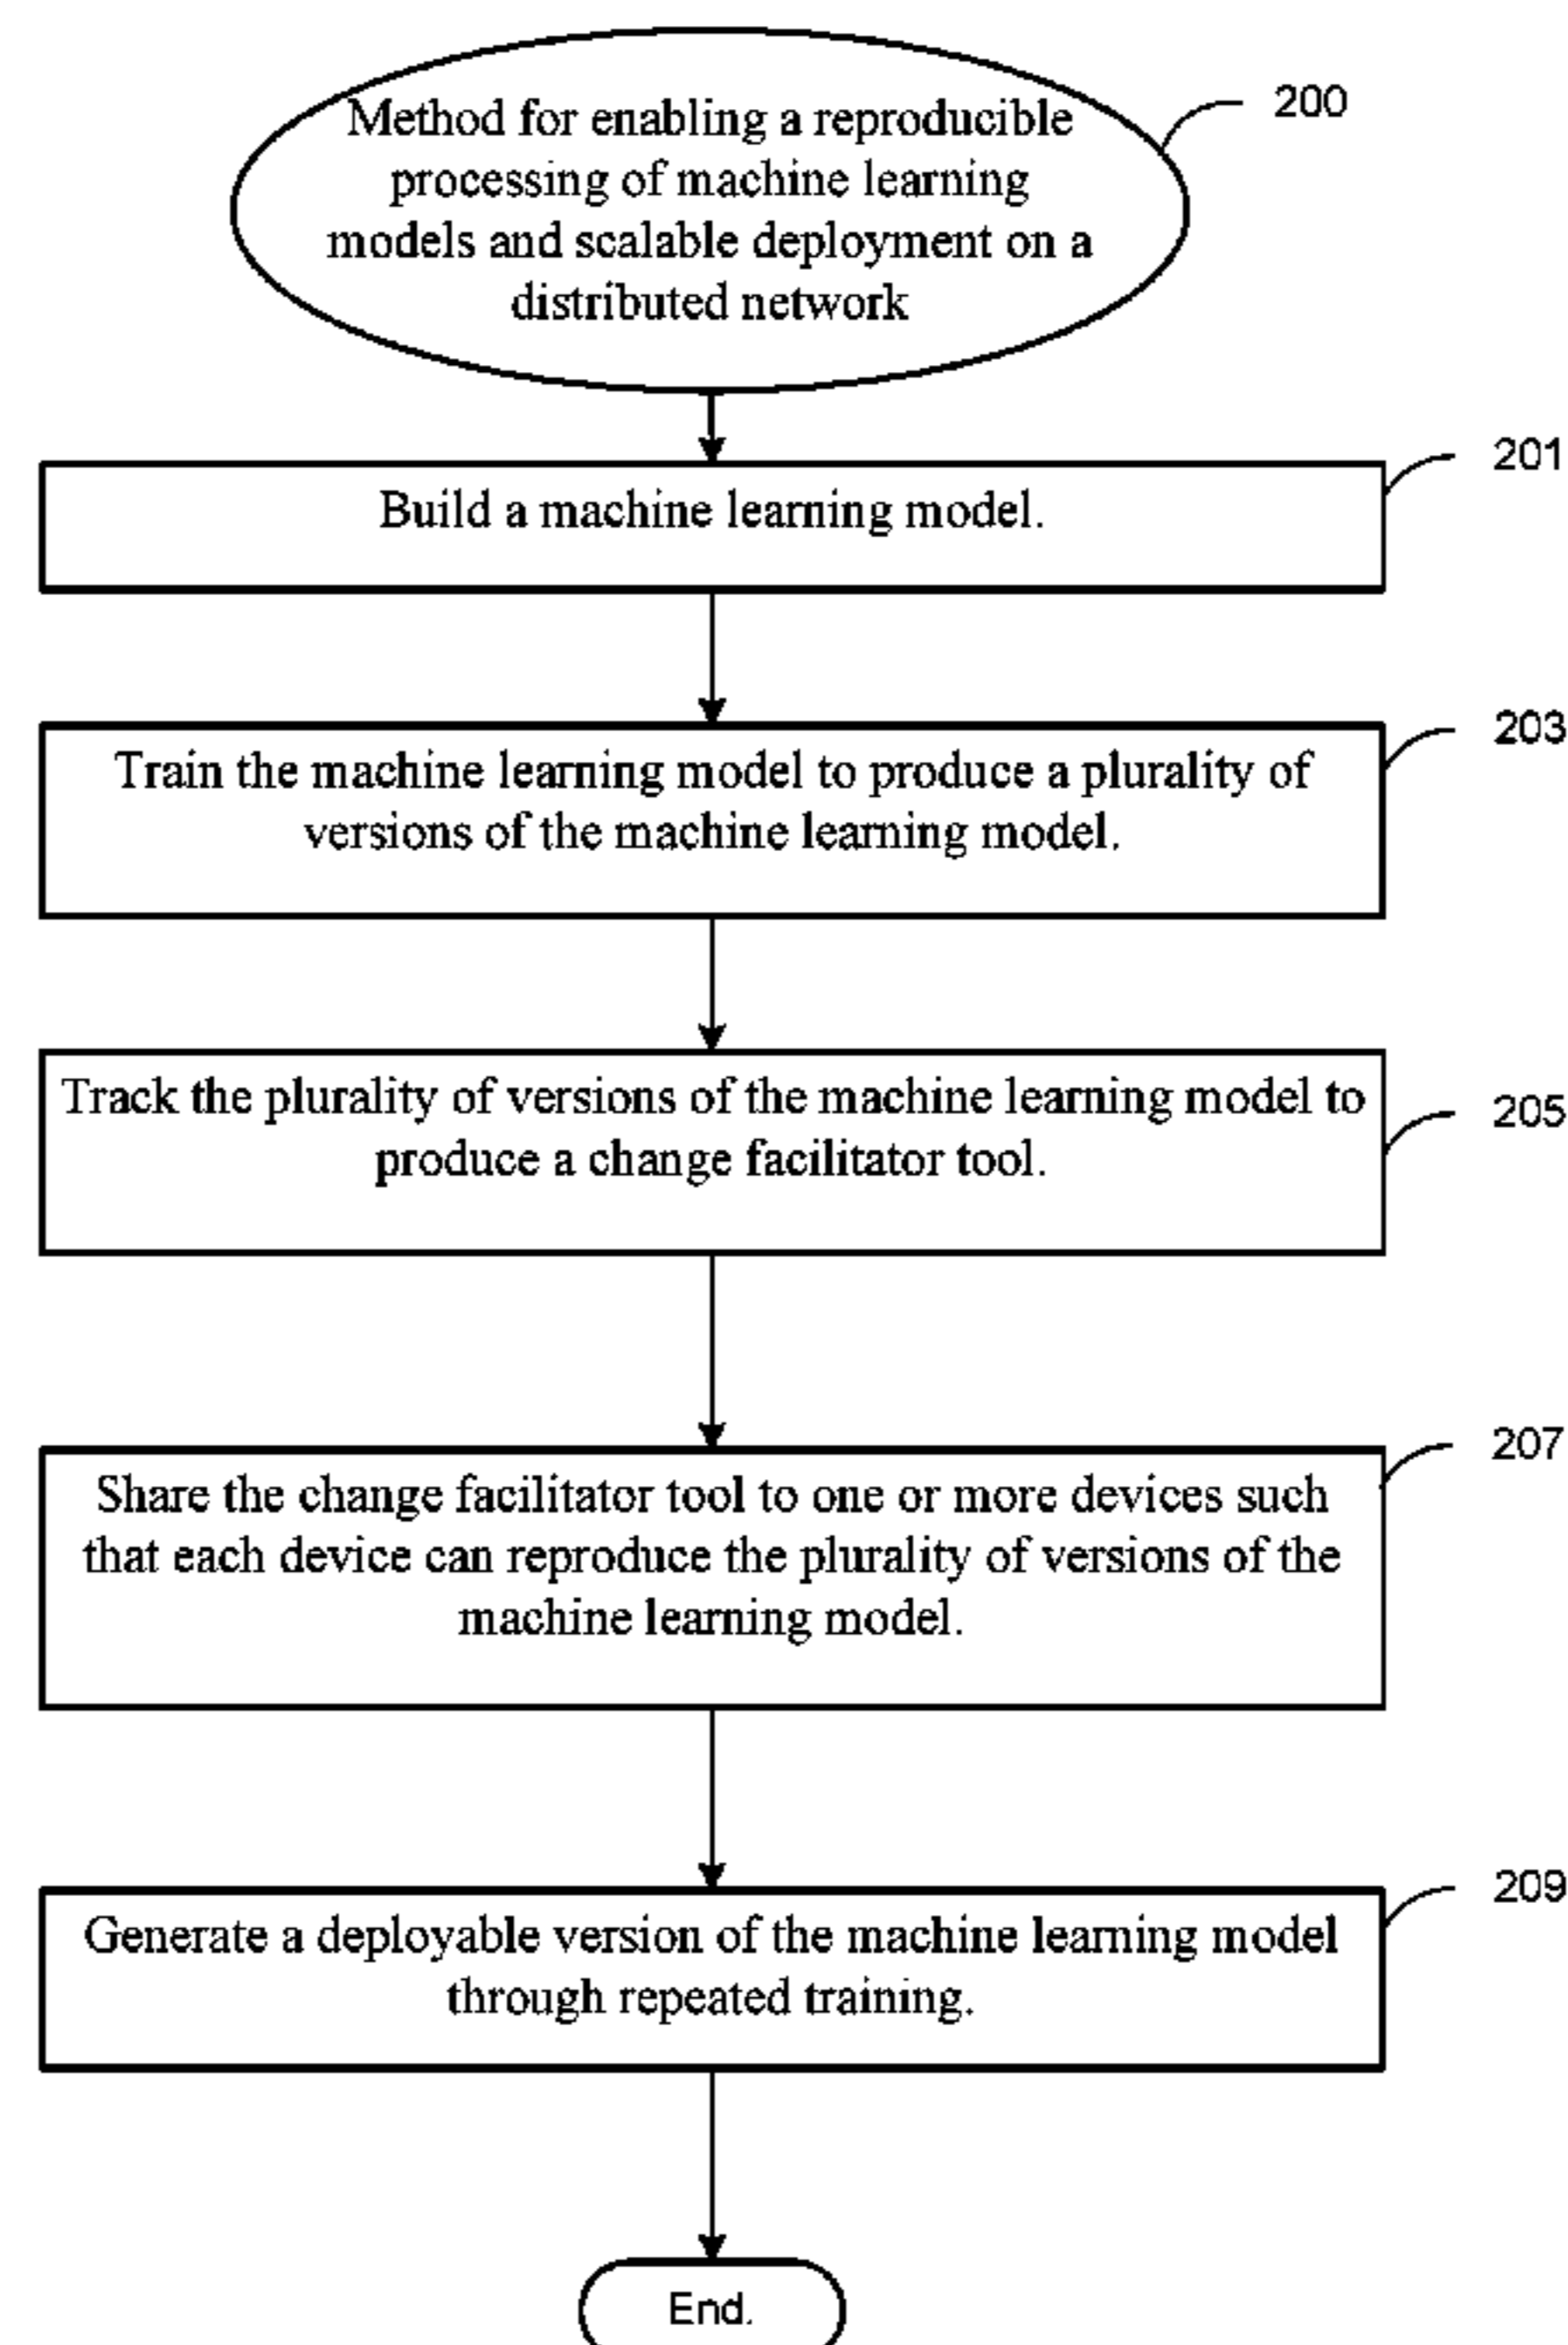 Method for enabling a reproducible
processing of machine learning
models and scalable deployment on a
distributed network
200
Build a machine learning model.
201
Train the machine learning model to produce a plurality of
versions of the machine learning model.
203
Track the plurality of versions of the machine learning model to
produce a change facilitator tool.
205
Share the change facilitator tool to one or more devices such
that each device can reproduce the plurality of versions of the
machine learning model.
207
Generate a deployable version of the machine learning model
through repeated training.
209
End.